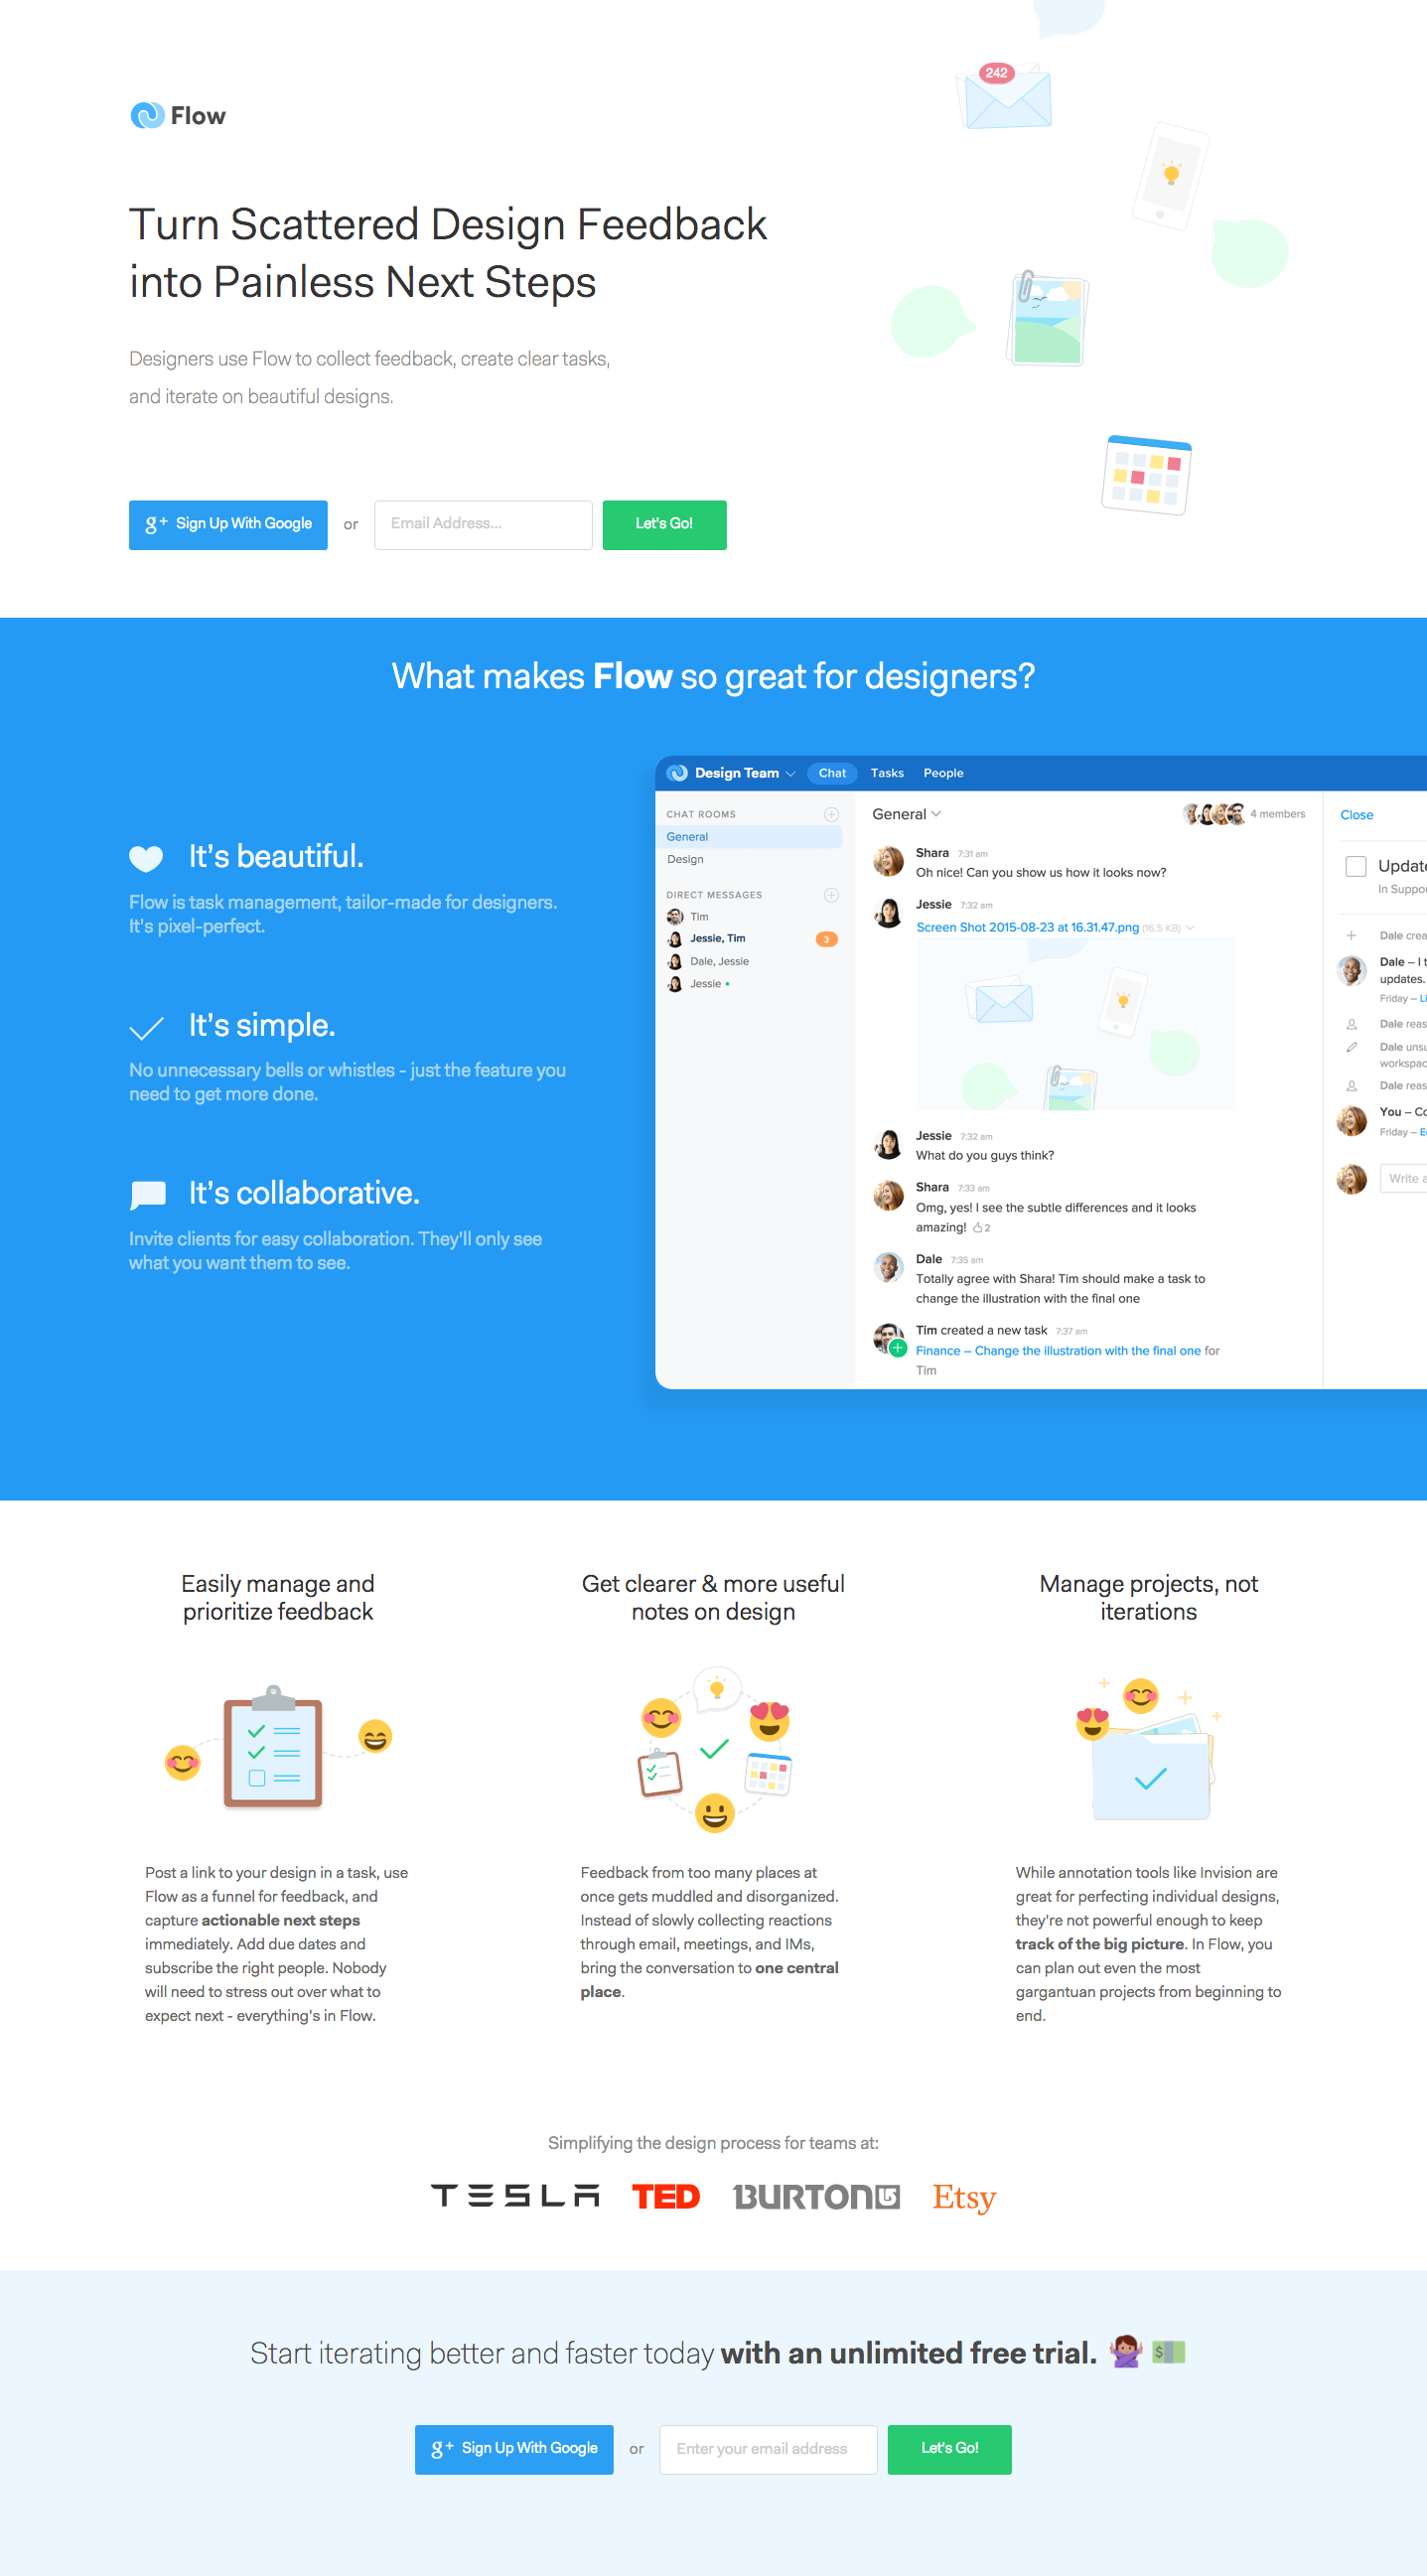 242
Flow
Turn Scattered Design Feedback
into Painless Next Steps
Designers use Flow to collect feedback, create clear tasks,
and iterate on beautiful designs.
g+ Sign Up With Google
or
Email Address...
Let's Go!
What makes Flow so great for designers?
It's beautiful.
Flow is task management, tailor-made for designers.
It's pixel-perfect.
It's simple.
No unnecessary bells or whistles - just the feature you
need to get more done.
It's collaborative.
Invite clients for easy collaboration. They'll only see
what you want them to see.
Design Team
Chat
Tasks
People
CHAT ROOMS
General
Design
DIRECT MESSAGES
Tim
Jessie, Tim
3
Dale, Jessie
Jessie
General
4 members
Shara 7:31 am
Oh nice! Can you show us how it looks now?
Jessie 7:32 am
Screen Shot 2015-08-23 at 16.31.47.png (16.5 KB)
Jessie 7:32 am
What do you guys think?
Shara 7:33 am
Omg, yes! I see the subtle differences and it looks
amazing! 2
Dale 7:35 am
Totally agree with Shara! Tim should make a task to
change the illustration with the final one
Tim created a new task 7:37 am
Finance – Change the illustration with the final one for
Tim
Close
Update
In Suppor
Dale crea
Dale – I t
updates.
Friday – Li
Dale reas
Dale unsu
workspac
Dale reas
You – Co
Friday – E
Write a
Easily manage and
prioritize feedback
Post a link to your design in a task, use
Flow as a funnel for feedback, and
capture actionable next steps
immediately. Add due dates and
subscribe the right people. Nobody
will need to stress out over what to
expect next - everything's in Flow.
Get clearer & more useful
notes on design
Feedback from too many places at
once gets muddled and disorganized.
Instead of slowly collecting reactions
through email, meetings, and IMs,
bring the conversation to one central
place.
Manage projects, not
iterations
While annotation tools like Invision are
great for perfecting individual designs,
they're not powerful enough to keep
track of the big picture. In Flow, you
can plan out even the most
gargantuan projects from beginning to
end.
Simplifying the design process for teams at:
TESLA
TED
BURTON
Etsy
Start iterating better and faster today with an unlimited free trial.
g+ Sign Up With Google
or
Enter your email address
Let's Go!